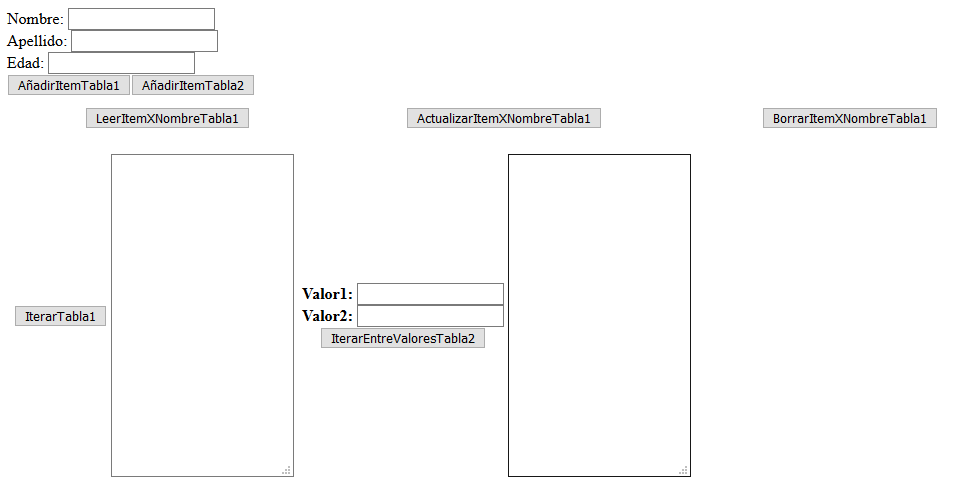 Nombre:
Apellido:
Edad:
AñadirItemTabla1 AñadirItemTabla2
LeerItemXNombreTabla1 ActualizarItemXNombreTabla1 BorrarItemXNombreTabla1
Valor1:
IterarTabla1 Valor2:
IterarEntreValoresTabla2